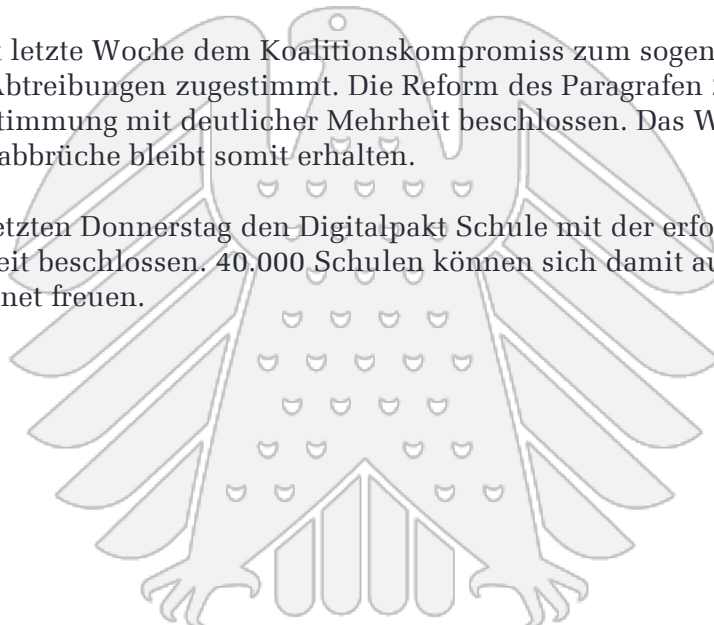 letzte Woche dem Koalitionskompromiss zum sogen
Abtreibungen zugestimmt. Die Reform des Paragrafen
timmung mit deutlicher Mehrheit beschlossen. Das W
abbrüche bleibt somit erhalten.
etzten Donnerstag den Digitalpakt Schule mit der erfo
eit beschlossen. 40.000 Schulen können sich damit au
net freuen.